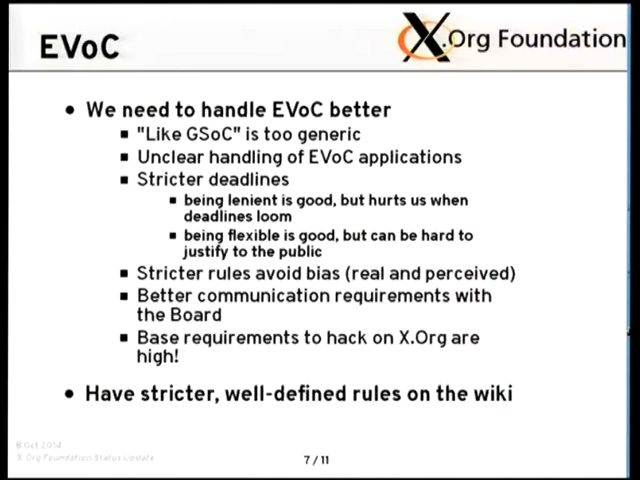 EVoC
X.Org Foundation
• We need to handle EVoC better
▪ "Like GSoC" is too generic
▪ Unclear handling of EVoC applications
▪ Stricter deadlines
▪ being lenient is good, but hurts us when
deadlines loom
▪ being flexible is good, but can be hard to
justify to the public
▪ Stricter rules avoid bias (real and perceived)
▪ Better communication requirements with
the Board
▪ Base requirements to hack on X.Org are
high!
• Have stricter, well-defined rules on the wiki
8 Oct 2014
X.Org Foundation Status Update
7 / 11